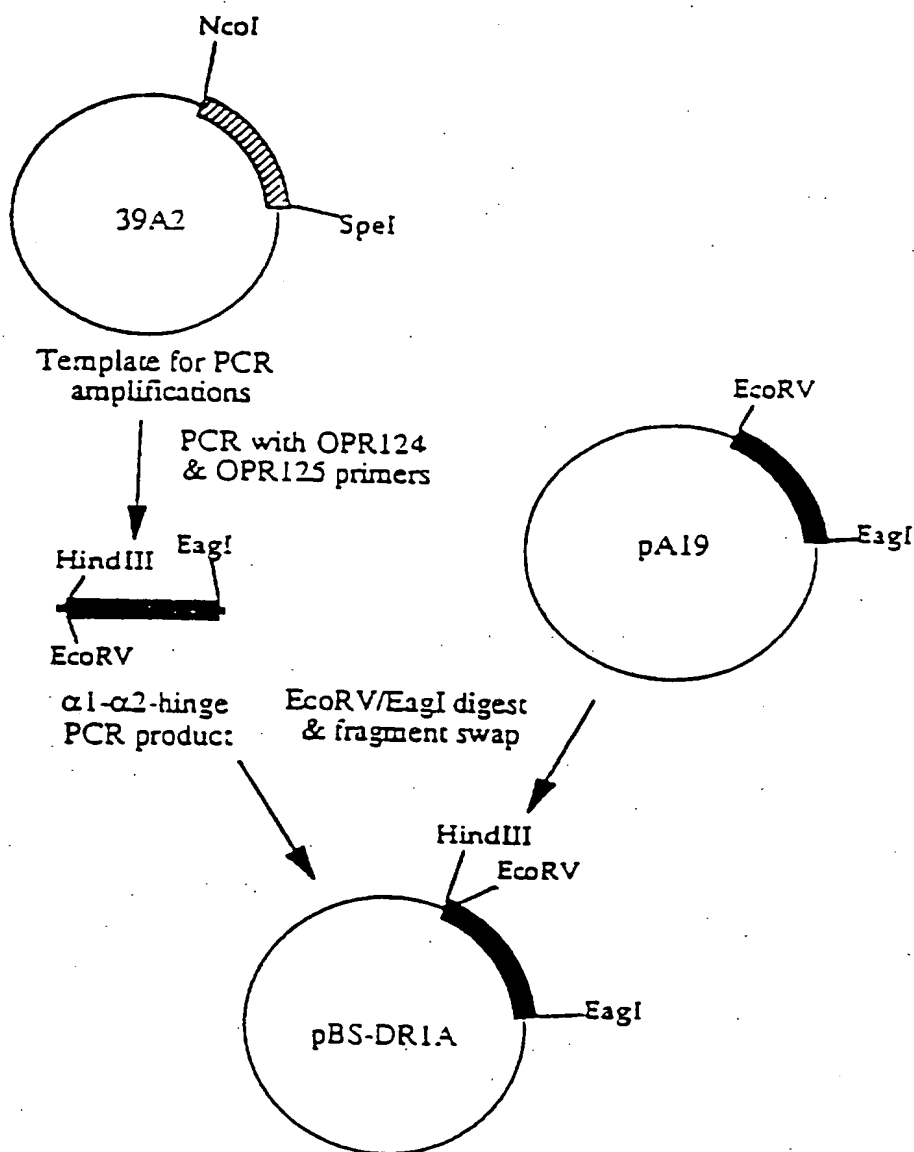 NcoI
39A2
SpeI
Template for PCR
amplifications
PCR with OPR124
& OPR125 primers
EcoRV
pA19
EagI
HindIII
EagI
EcoRV
α1-α2-hinge
PCR product
EcoRV/EagI digest
& fragment swap
HindIII
EcoRV
pBS-DR1A
EagI